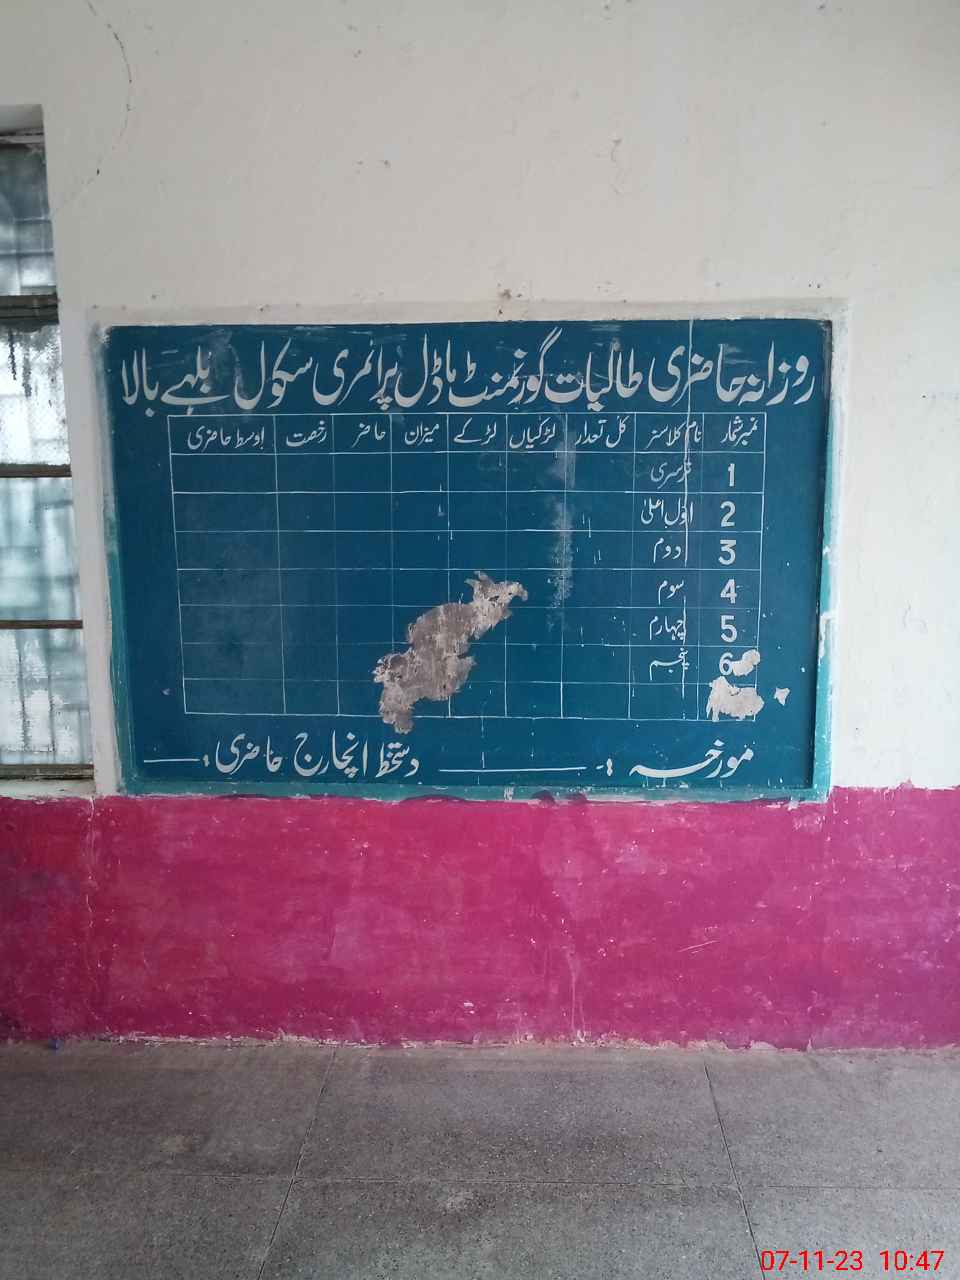 روزانہ حاضری طالبات گورنمنٹ ماڈل پرائمری سکول بلہے بالا
نمبر شمار نام کلاسز کل تعداد لڑکیاں لڑکے میزان حاضر رخصت اوسط حاضری
1 نرسری
2 اول اعلیٰ
3 دوم
4 سوم
5 چہارم
6 پنجم
مورخہ :- ________ دستخط انچارج حاضری :____
07-11-23 10:47